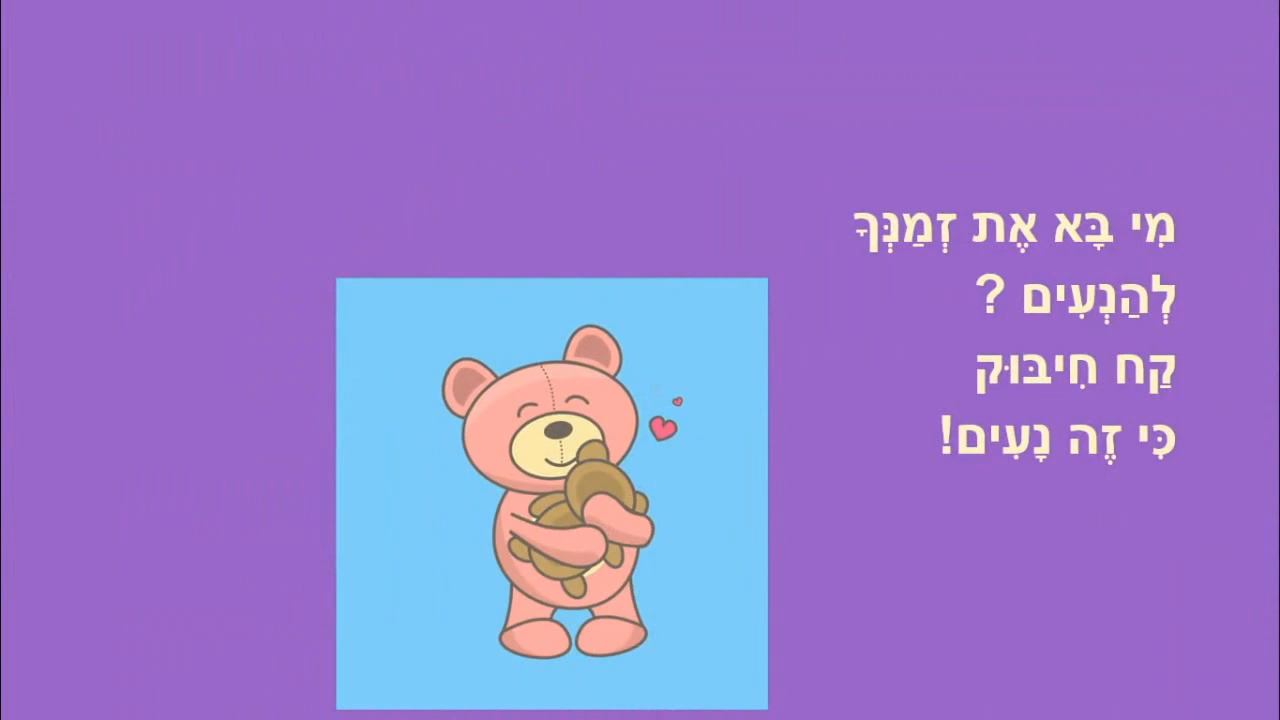 מִי בָּא אֶת זְמַנְּךָ
לְהַנְעִים ?
קַח חִיבּוּק
כִּי זֶה נָעִים!